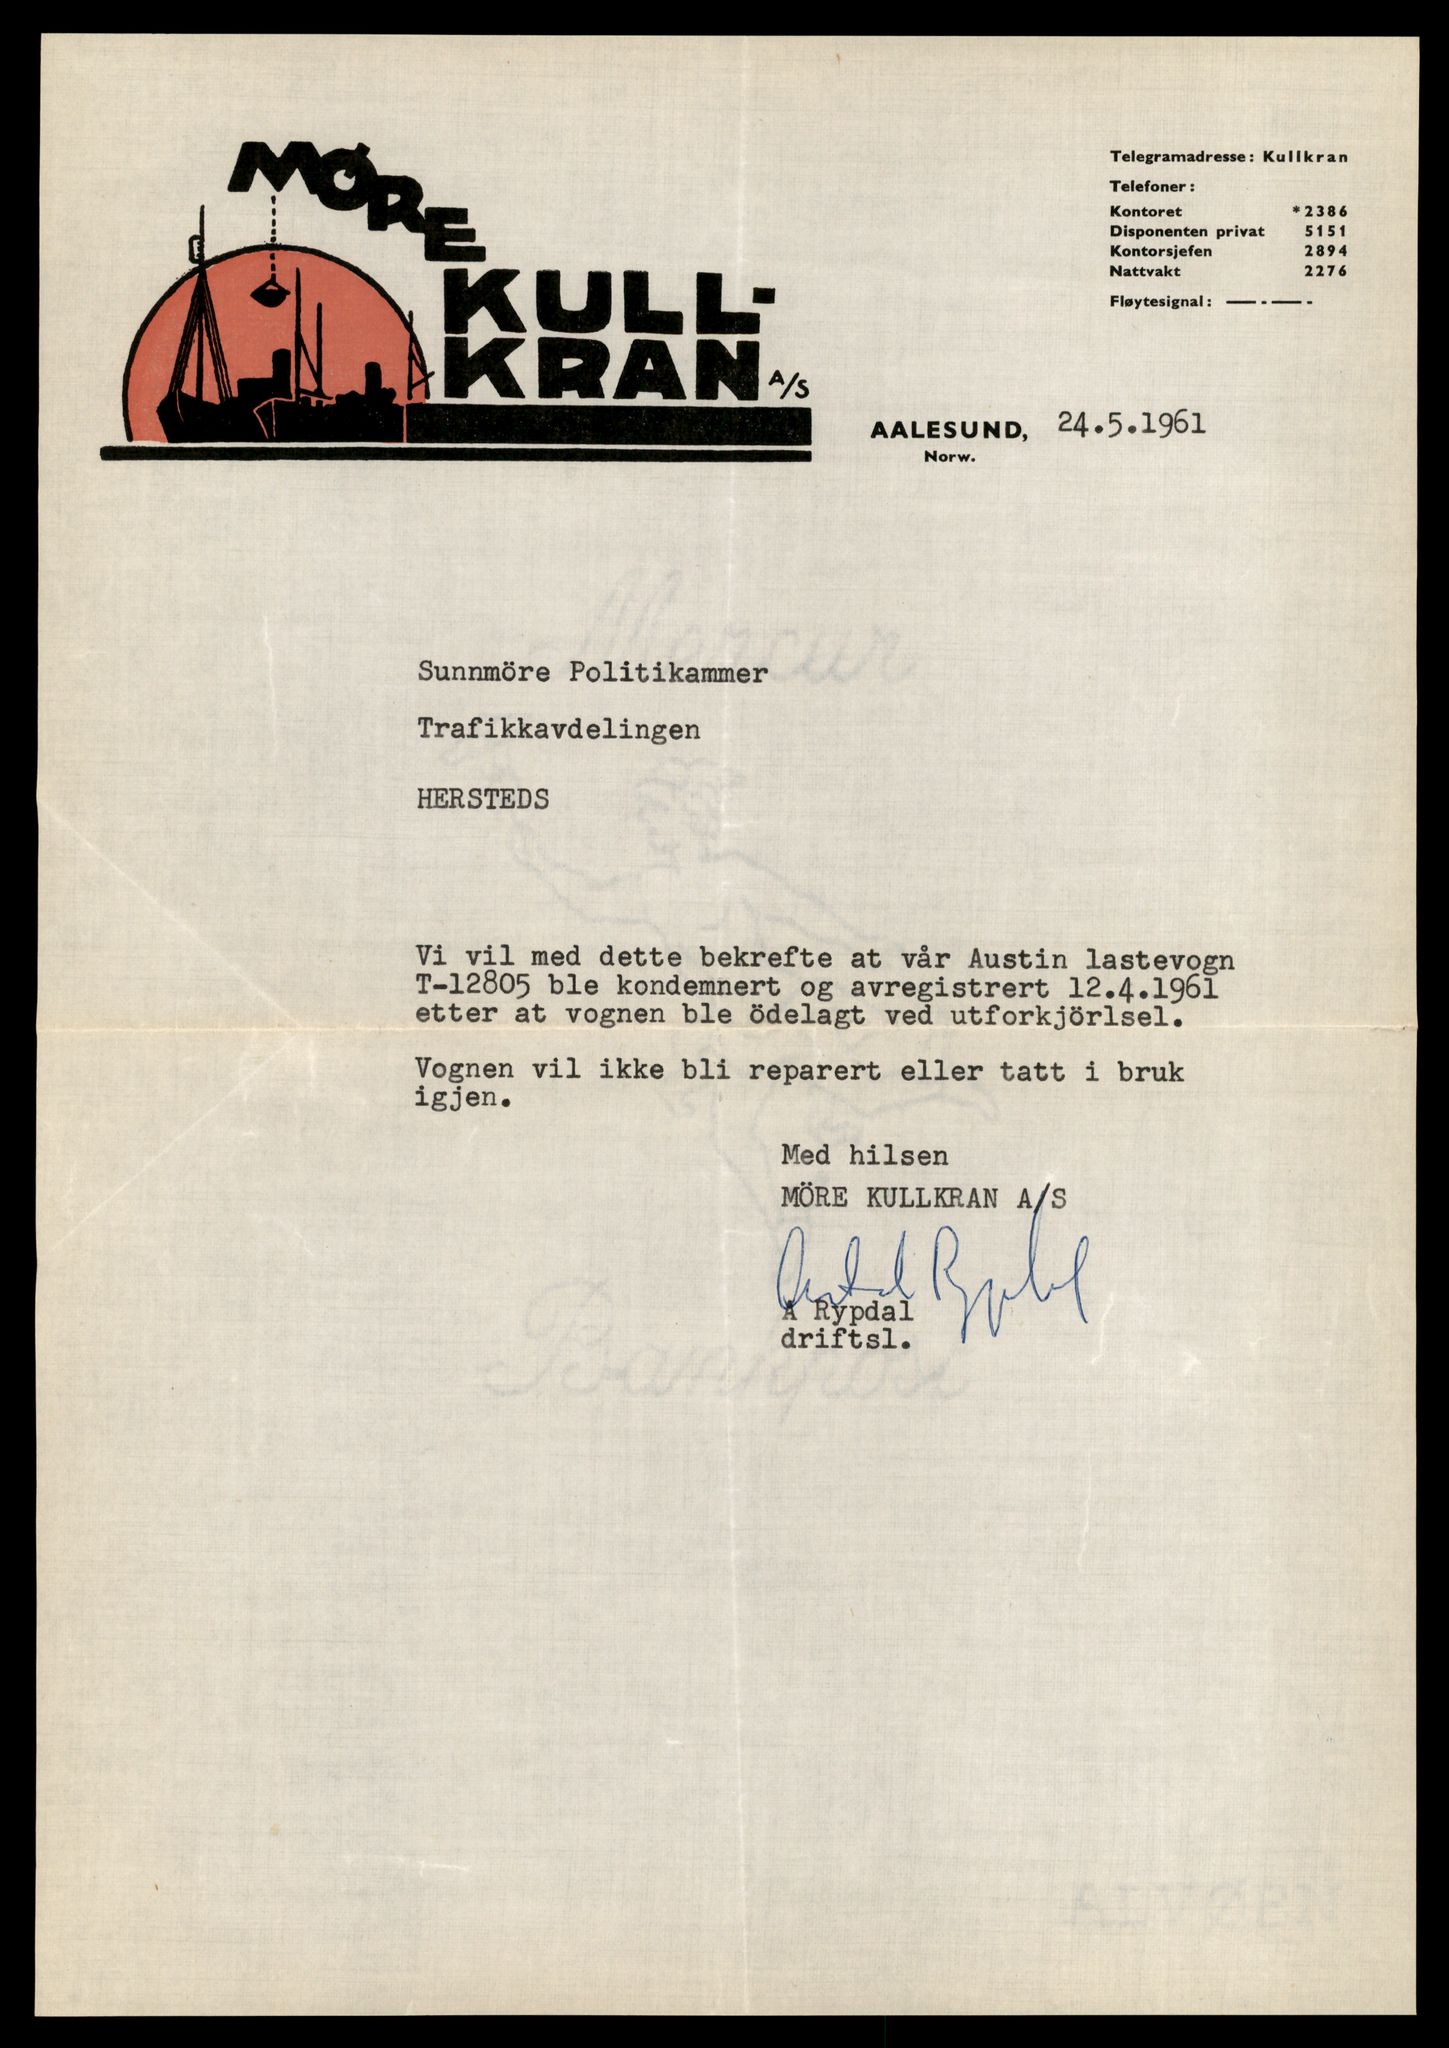 MØRE
KULL-
KRAN A/S
Telegramadresse: Kullkran
Telefoner:
Kontoret *2386
Disponenten privat 5151
Kontorsjefen 2894
Nattvakt 2276
Fløytesignal: — · — ·
AALESUND, 24.5.1961
Norw.
Mercur
Sunnmöre Politikammer
Trafikkavdelingen
HERSTEDS
Vi vil med dette bekrefte at vår Austin lastevogn
T-12805 ble kondemnert og avregistrert 12.4.1961
etter at vognen ble ödelagt ved utforkjörlsel.
Vognen vil ikke bli reparert eller tatt i bruk
igjen.
Med hilsen
MÖRE KULLKRAN A/S
A Rypdal
driftsl.
ALVØEN